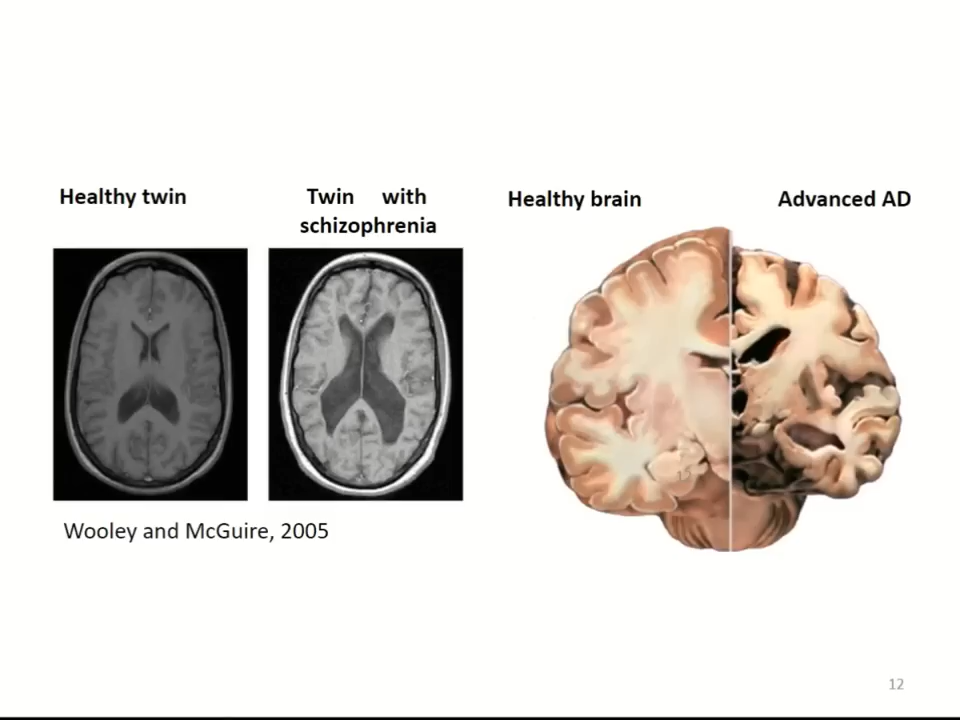 Healthy twin
Twin with
schizophrenia
Healthy brain
Advanced AD
Wooley and McGuire, 2005
12